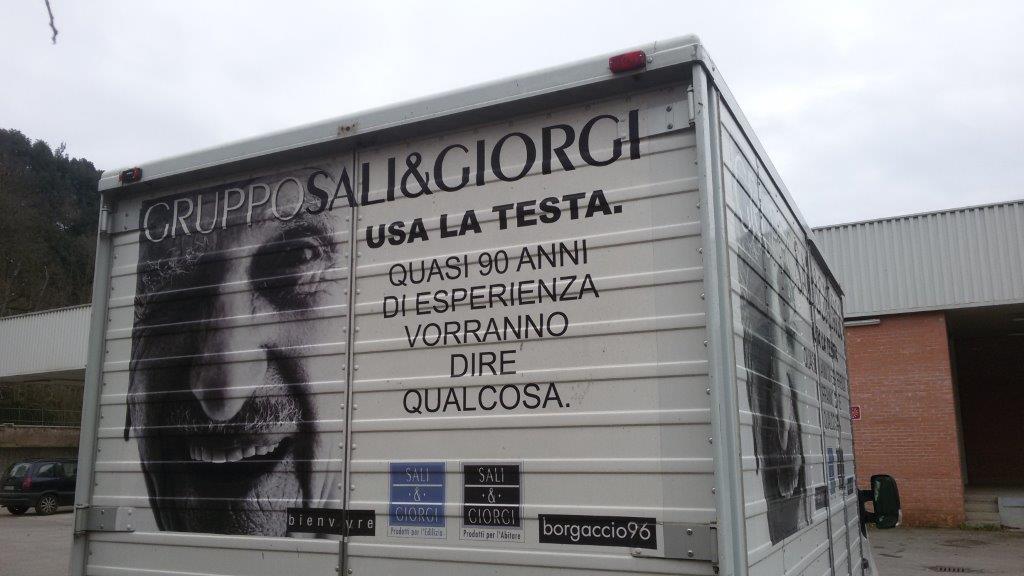 GRUPPOSALI&GIORGI
USA LA TESTA.
QUASI 90 ANNI
DI ESPERIENZA
VORRANNO
DIRE
QUALCOSA.
SALI
&
GIORGI
Prodotti per l'Edilizia
SALI
&
GIORGI
Prodotti per l'Abitare
borgaccio96